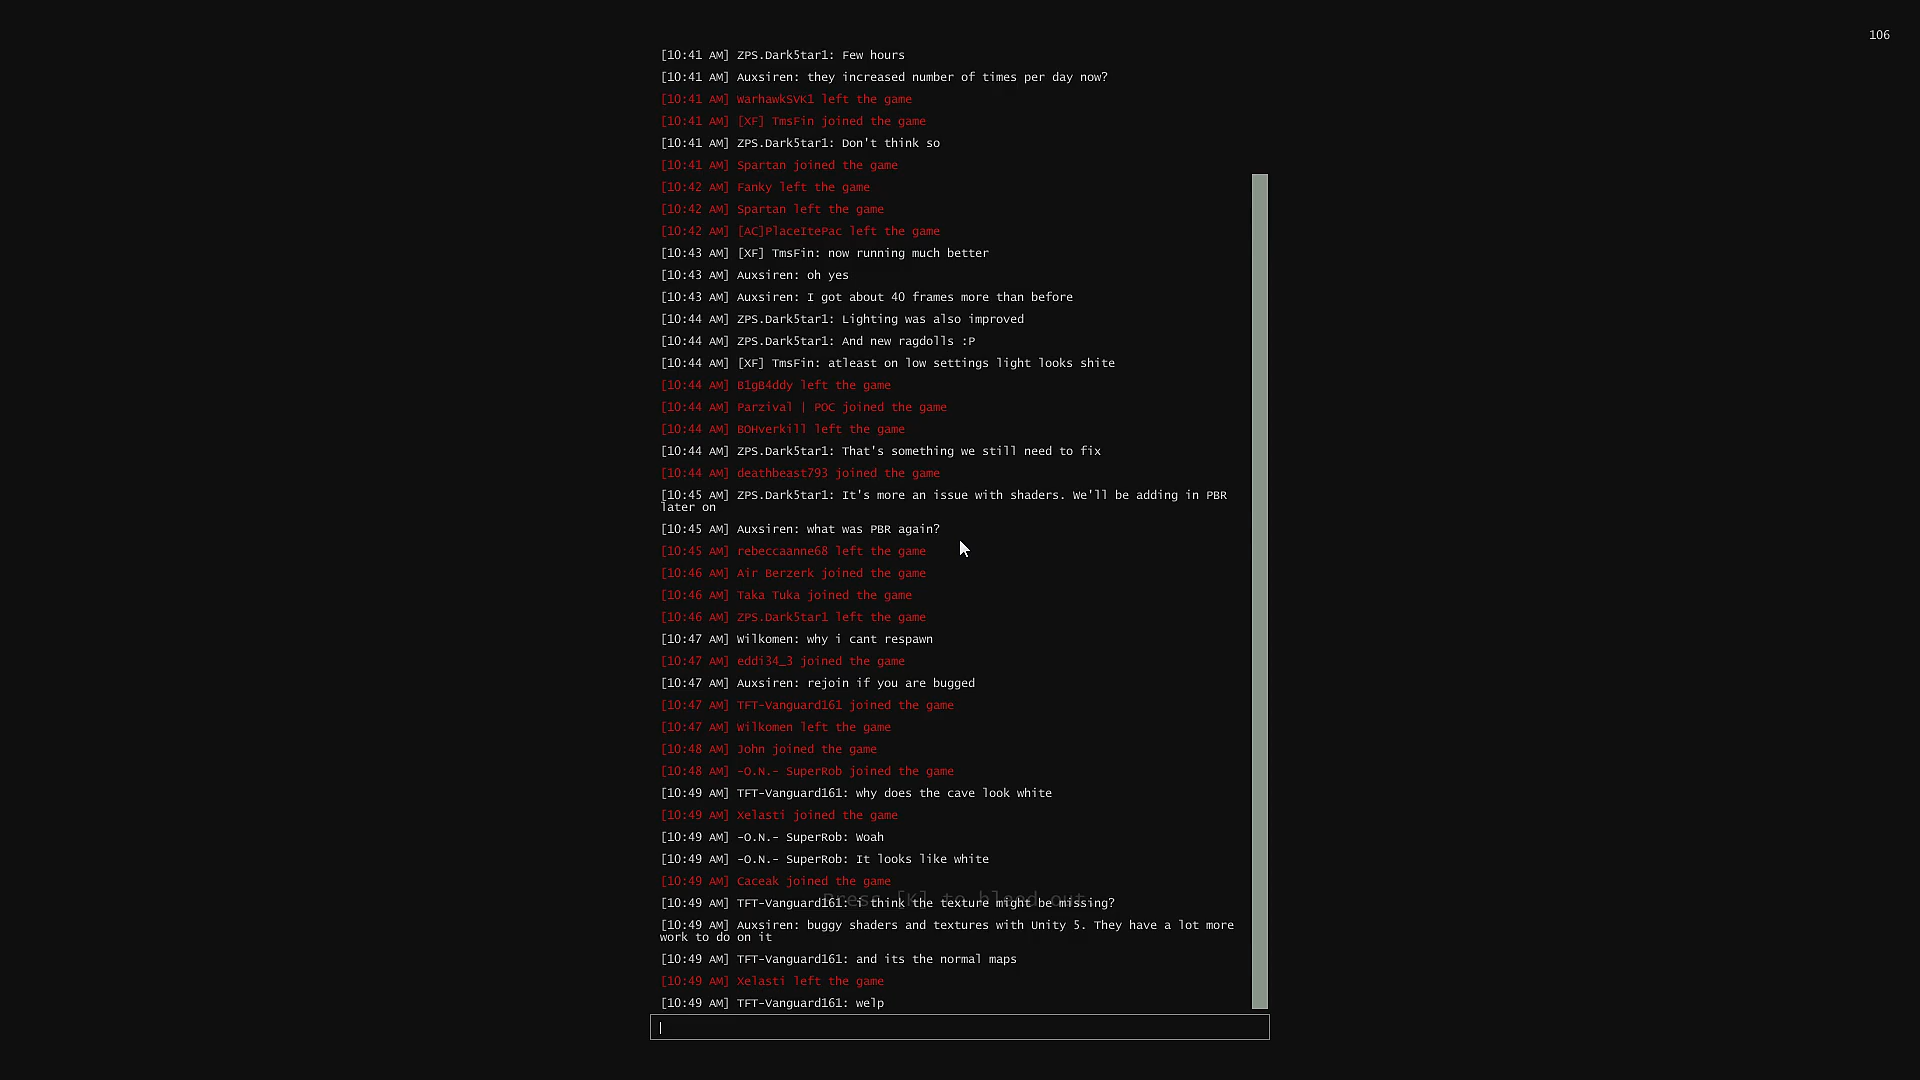 106
[10:41 AM] ZPS.Dark5tar1: Few hours
[10:41 AM] Auxsiren: they increased number of times per day now?
[10:41 AM] WarhawkSVK1 left the game
[10:41 AM] [XF] TmsFin joined the game
[10:41 AM] ZPS.Dark5tar1: Don't think so
[10:41 AM] Spartan joined the game
[10:42 AM] Fanky left the game
[10:42 AM] Spartan left the game
[10:42 AM] [AC]PlaceItePac left the game
[10:43 AM] [XF] TmsFin: now running much better
[10:43 AM] Auxsiren: oh yes
[10:43 AM] Auxsiren: I got about 40 frames more than before
[10:44 AM] ZPS.Dark5tar1: Lighting was also improved
[10:44 AM] ZPS.Dark5tar1: And new ragdolls :P
[10:44 AM] [XF] TmsFin: atleast on low settings light looks shite
[10:44 AM] B1gB4ddy left the game
[10:44 AM] Parzival | POC joined the game
[10:44 AM] BOHverkill left the game
[10:44 AM] ZPS.Dark5tar1: That's something we still need to fix
[10:44 AM] deathbeast793 joined the game
[10:45 AM] ZPS.Dark5tar1: It's more an issue with shaders. We'll be adding in PBR
later on
[10:45 AM] Auxsiren: what was PBR again?
[10:45 AM] rebeccaanne68 left the game
[10:46 AM] Air Berzerk joined the game
[10:46 AM] Taka Tuka joined the game
[10:46 AM] ZPS.Dark5tar1 left the game
[10:47 AM] Wilkomen: why i cant respawn
[10:47 AM] eddi34_3 joined the game
[10:47 AM] Auxsiren: rejoin if you are bugged
[10:47 AM] TFT-Vanguard161 joined the game
[10:47 AM] Wilkomen left the game
[10:48 AM] John joined the game
[10:48 AM] -O.N.- SuperRob joined the game
[10:49 AM] TFT-Vanguard161: why does the cave look white
[10:49 AM] Xelasti joined the game
[10:49 AM] -O.N.- SuperRob: Woah
[10:49 AM] -O.N.- SuperRob: It looks like white
[10:49 AM] Caceak joined the game
Press [K] to bleed out
[10:49 AM] TFT-Vanguard161: i think the texture might be missing?
[10:49 AM] Auxsiren: buggy shaders and textures with Unity 5. They have a lot more
work to do on it
[10:49 AM] TFT-Vanguard161: and its the normal maps
[10:49 AM] Xelasti left the game
[10:49 AM] TFT-Vanguard161: welp